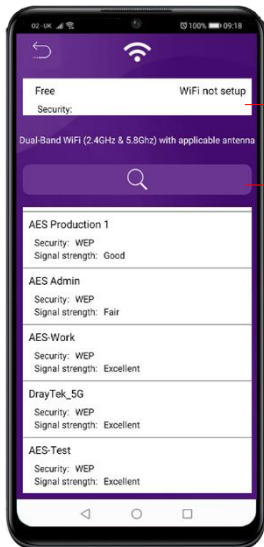 02-UK 100% 09:18
Free WiFi not setup
Security:
Dual-Band WiFi (2.4GHz & 5.8Ghz) with applicable antenna
AES Production 1
Security: WEP
Signal strength: Good
AES Admin
Security: WEP
Signal strength: Fair
AES-Work
Security: WEP
Signal strength: Excellent
DrayTek_5G
Security: WEP
Signal strength: Excellent
AES-Test
Security: WEP
Signal strength: Excellent